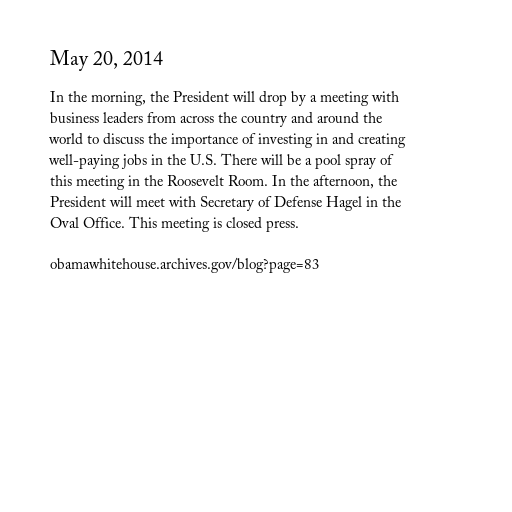 May 20, 2014
In the morning, the President will drop by a meeting with
business leaders from across the country and around the
world to discuss the importance of investing in and creating
well-paying jobs in the U.S. There will be a pool spray of
this meeting in the Roosevelt Room. In the afternoon, the
President will meet with Secretary of Defense Hagel in the
Oval Office. This meeting is closed press.
obamawhitehouse.archives.gov/blog?page=83